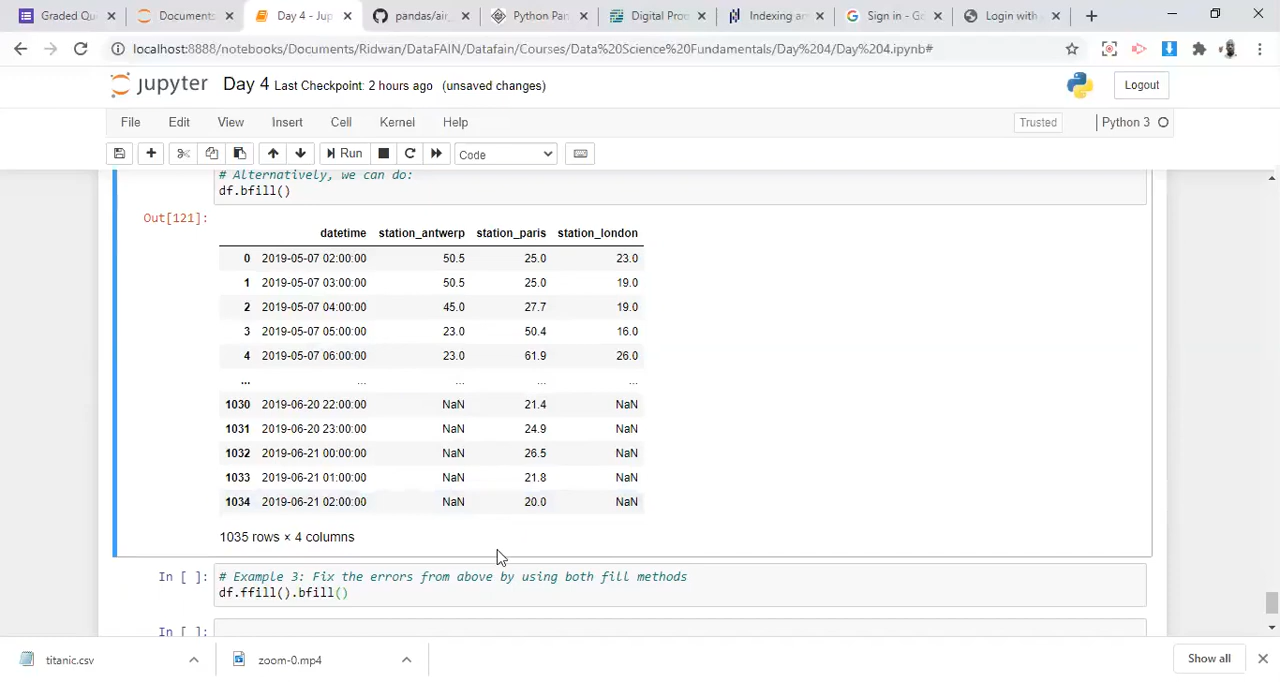 Graded Qu
Documents
Day 4 - Jup
pandas/air
Python Pan
Digital Prod
Indexing an
Sign in - Go
Login with
localhost:8888/notebooks/Documents/Ridwan/DataFAIN/Datafain/Courses/Data%20Science%20Fundamentals/Day%204/Day%204.ipynb#
jupyter Day 4 Last Checkpoint: 2 hours ago (unsaved changes) Logout
File Edit View Insert Cell Kernel Help Trusted Python 3
Run Code
# Alternatively, we can do:
df.bfill()
Out[121]:
datetime station_antwerp station_paris station_london
0 2019-05-07 02:00:00 50.5 25.0 23.0
1 2019-05-07 03:00:00 50.5 25.0 19.0
2 2019-05-07 04:00:00 45.0 27.7 19.0
3 2019-05-07 05:00:00 23.0 50.4 16.0
4 2019-05-07 06:00:00 23.0 61.9 26.0
... ... ... ... ...
1030 2019-06-20 22:00:00 NaN 21.4 NaN
1031 2019-06-20 23:00:00 NaN 24.9 NaN
1032 2019-06-21 00:00:00 NaN 26.5 NaN
1033 2019-06-21 01:00:00 NaN 21.8 NaN
1034 2019-06-21 02:00:00 NaN 20.0 NaN
1035 rows × 4 columns
In [ ]: # Example 3: Fix the errors from above by using both fill methods
df.ffill().bfill()
In [ ]:
titanic.csv zoom-0.mp4 Show all